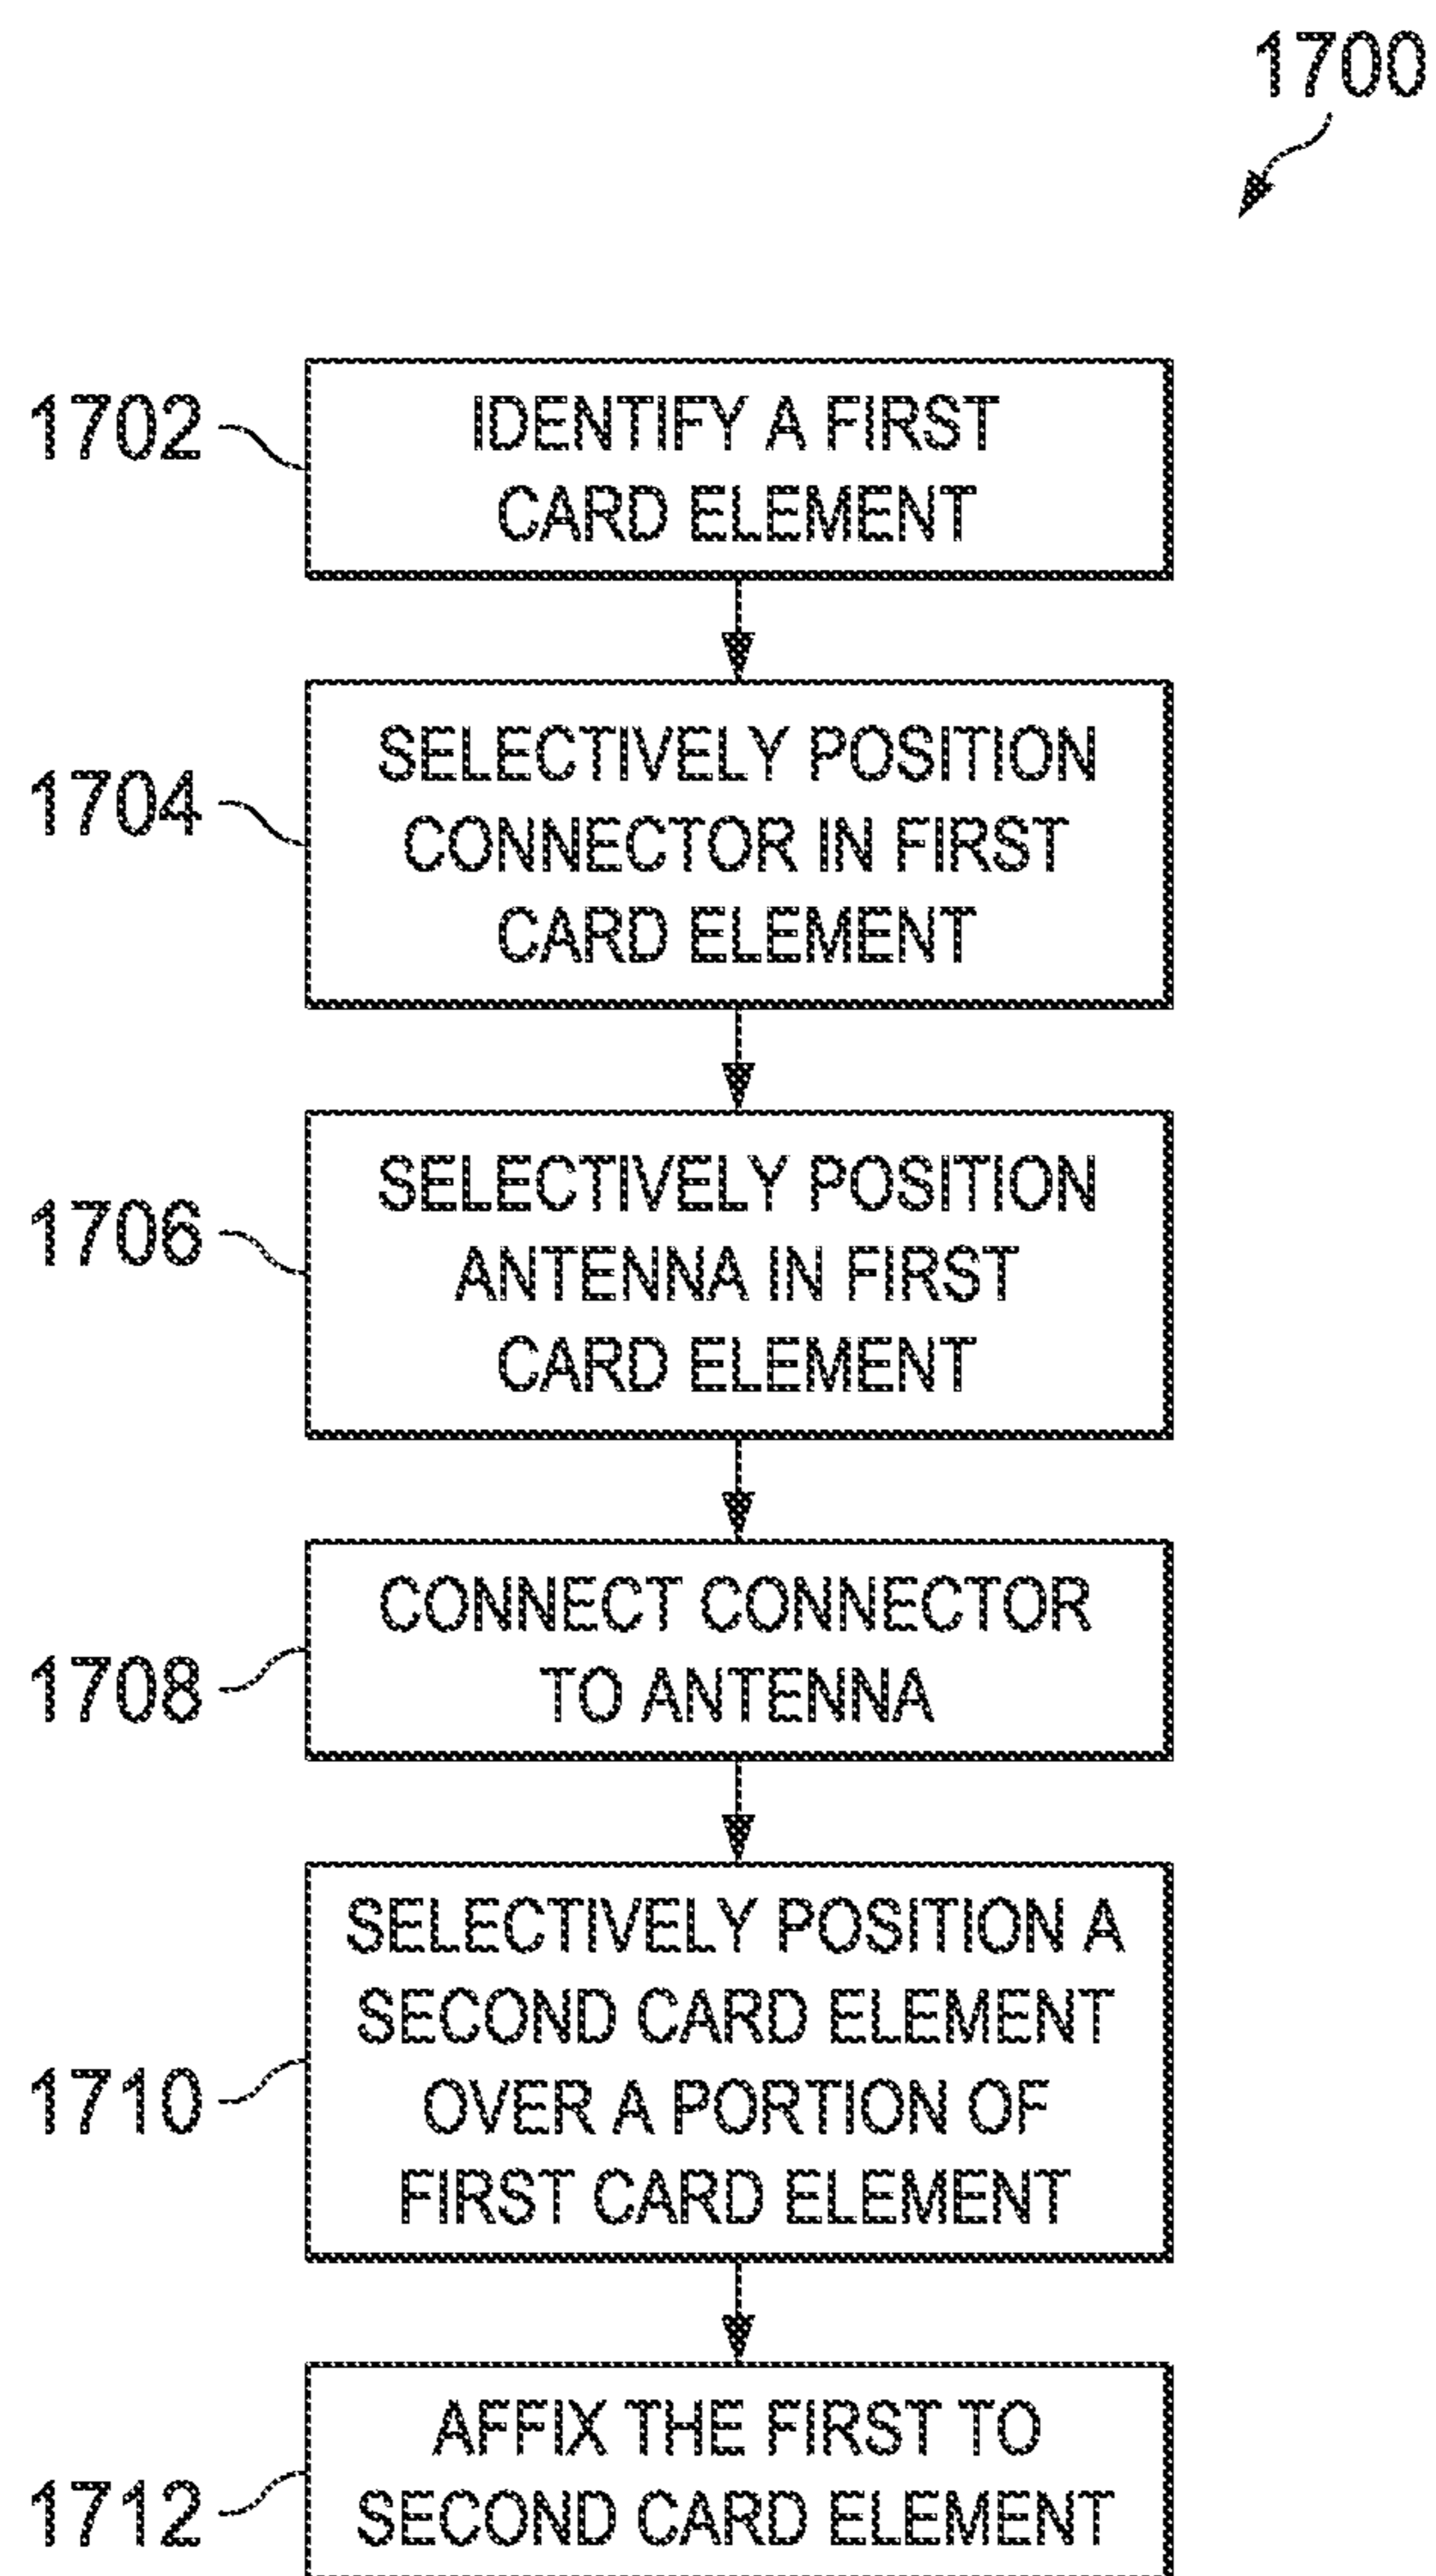 1700
1702
IDENTIFY A FIRST
CARD ELEMENT
1704
SELECTIVELY POSITION
CONNECTOR IN FIRST
CARD ELEMENT
1706
SELECTIVELY POSITION
ANTENNA IN FIRST
CARD ELEMENT
1708
CONNECT CONNECTOR
TO ANTENNA
1710
SELECTIVELY POSITION A
SECOND CARD ELEMENT
OVER A PORTION OF
FIRST CARD ELEMENT
1712
AFFIX THE FIRST TO
SECOND CARD ELEMENT